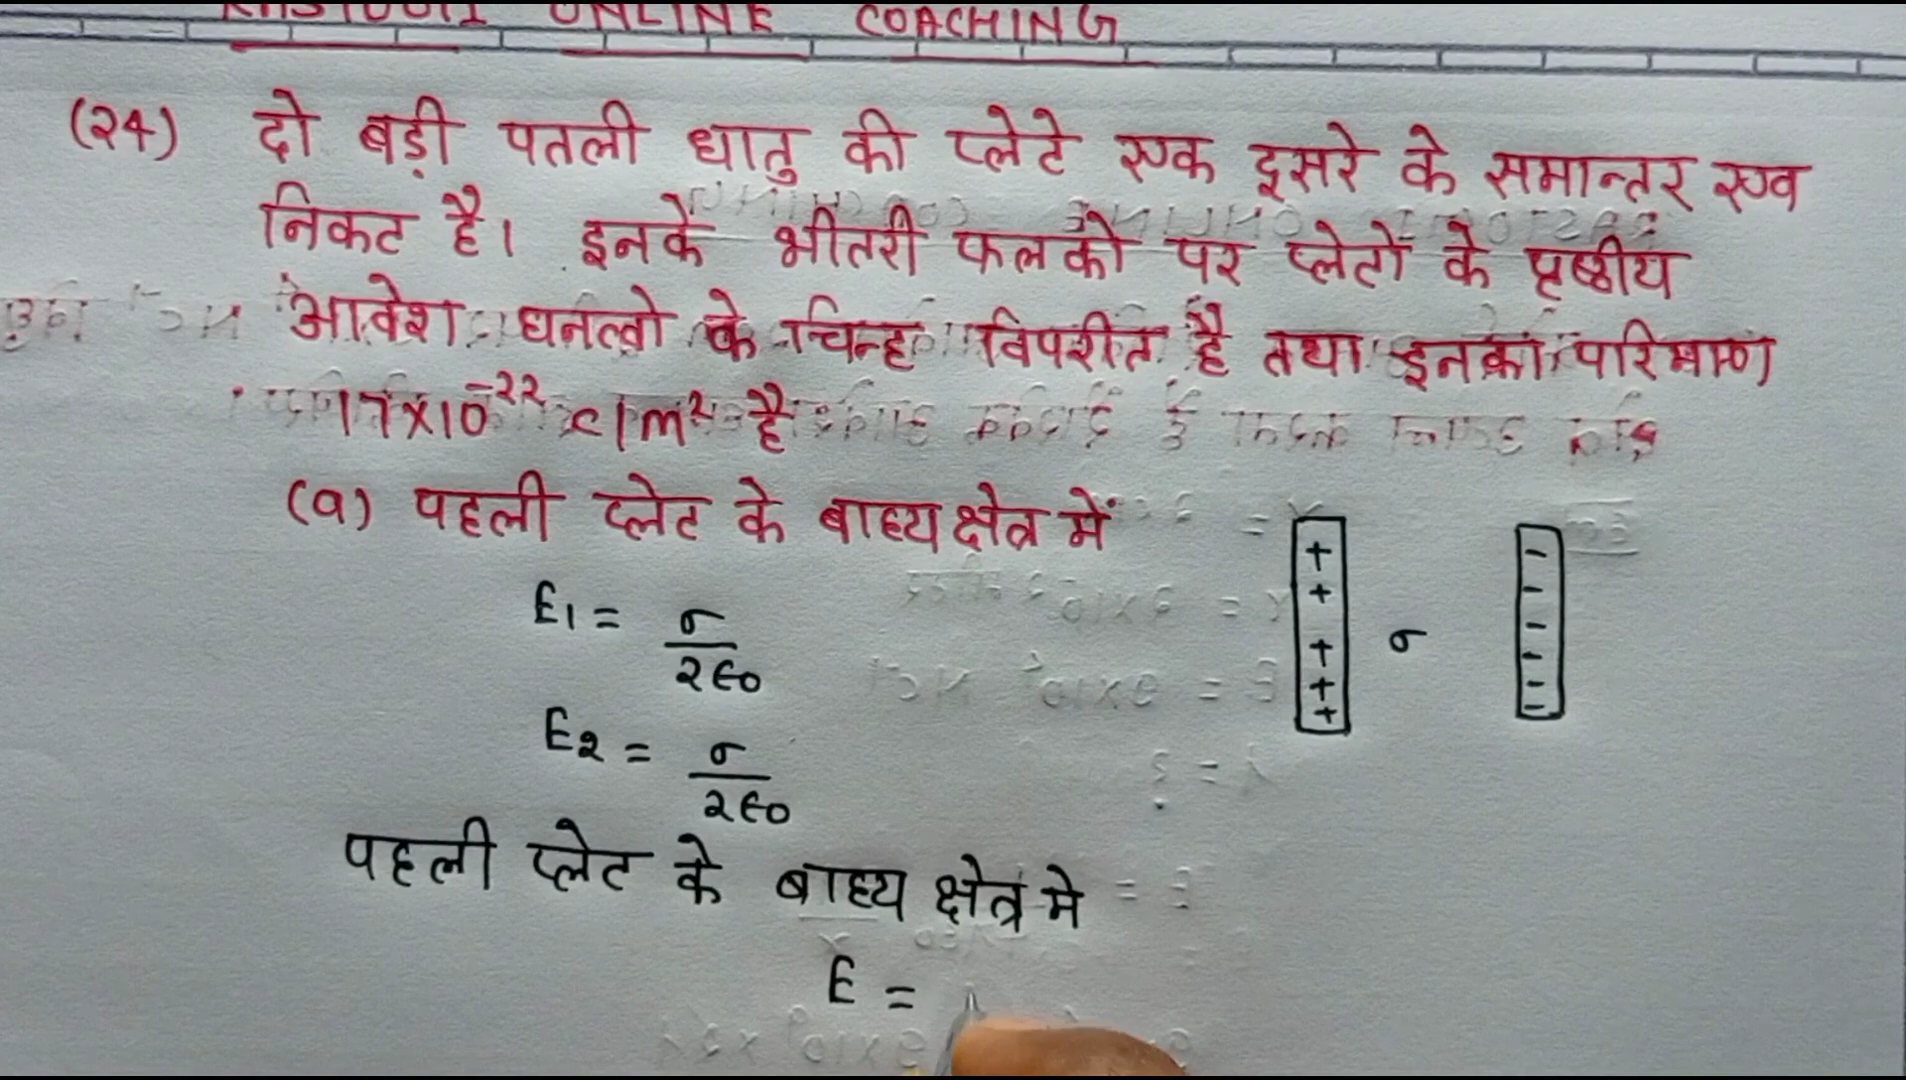 ONLINE COACHING
(24) दो बड़ी पतली धातु की प्लेटे एक दूसरे के समान्तर एव
निकट है। इनके भीतरी फलको पर प्लेटों के पृष्ठीय
आवेश घनत्वो के चिन्ह विपरीत है तथा इनका परिमाण
17×10⁻²² c/m² है
(a) पहली प्लेट के बाह्य क्षेत्र में
E₁ = σ/2ϵ₀
+ + + + +
σ
- - - - - -
E₂ = σ/2ϵ₀
पहली प्लेट के बाह्य क्षेत्र मे
E =